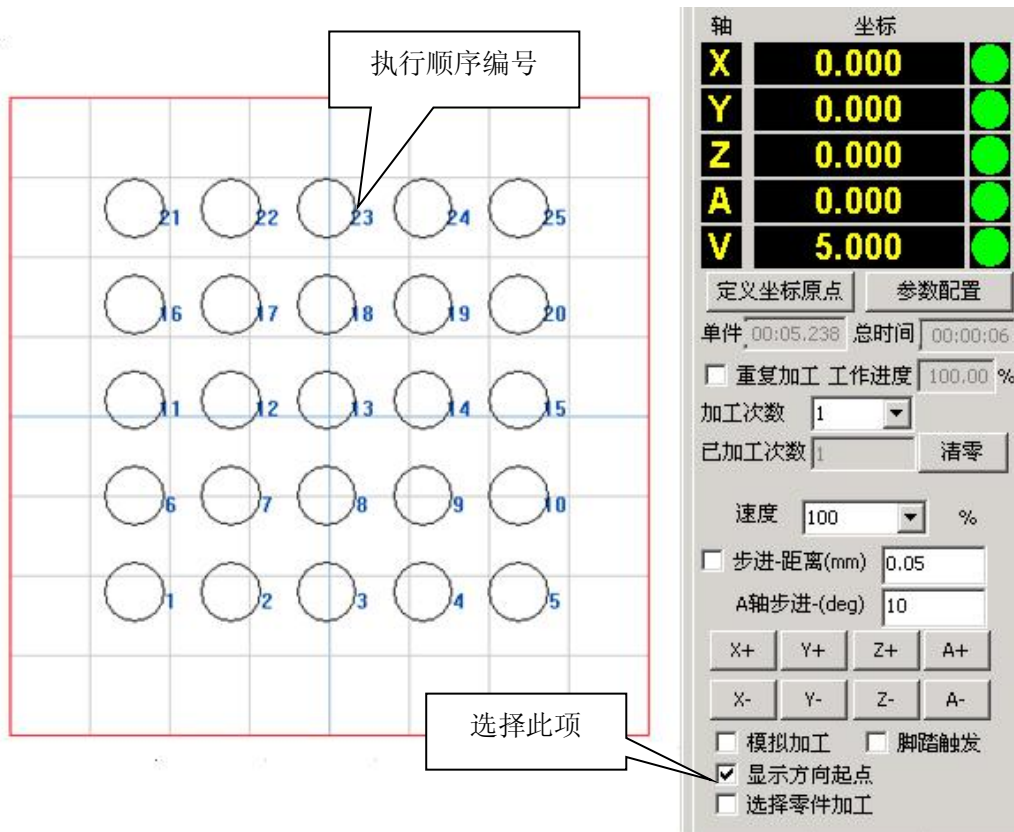 执行顺序编号
21 22 23 24 25
16 17 18 19 20
11 12 13 14 15
6 7 8 9 10
1 2 3 4 5
选择此项
轴 坐标
X 0.000
Y 0.000
Z 0.000
A 0.000
V 5.000
定义坐标原点 参数配置
单件 00:05.238 总时间 00:00:06
重复加工 工作进度 100.00 %
加工次数 1
已加工次数 1 清零
速度 100 %
步进-距离(mm) 0.05
A轴步进-(deg) 10
X+ Y+ Z+ A+
X- Y- Z- A-
模拟加工 脚踏触发
显示方向起点
选择零件加工